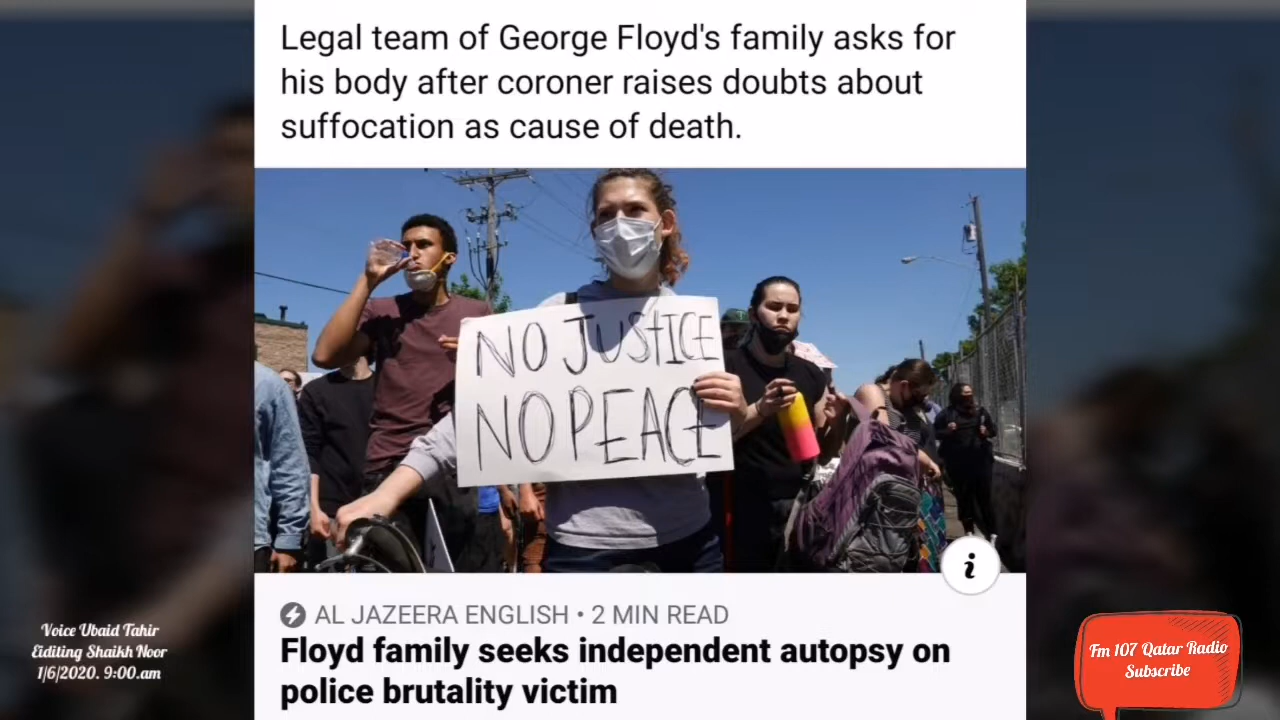 Legal team of George Floyd's family asks for
his body after coroner raises doubts about
suffocation as cause of death.
NO JUSTICE
NO PEACE
i
AL JAZEERA ENGLISH • 2 MIN READ
Floyd family seeks independent autopsy on
police brutality victim
Voice Ubaid Tahir
Eiditing Shaikh Noor
1/6/2020. 9:00.am
Fm 107 Qatar Radio
Subscribe